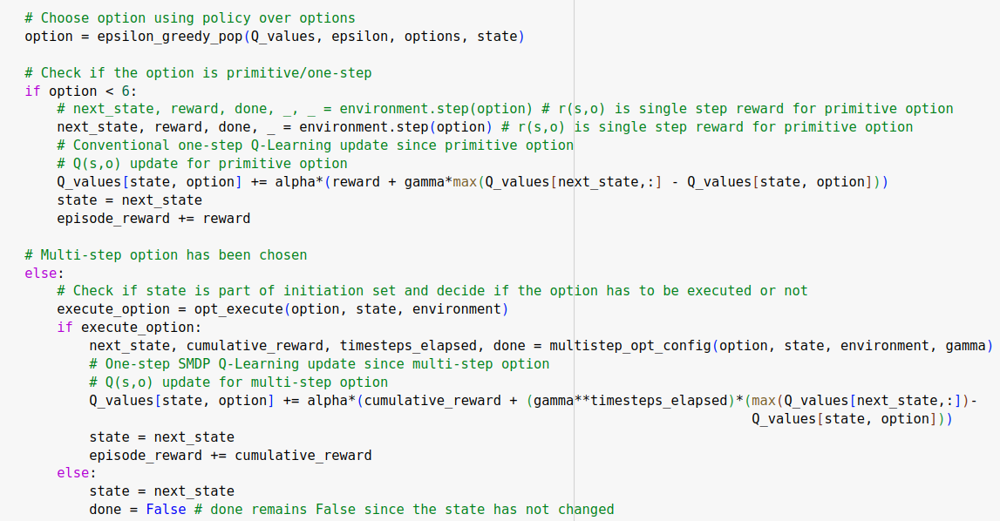 # Choose option using policy over options
option = epsilon_greedy_pop(Q_values, epsilon, options, state)

# Check if the option is primitive/one-step
if option < 6:
    # next_state, reward, done, _, _ = environment.step(option) # r(s,o) is single step reward for primitive option
    next_state, reward, done, _ = environment.step(option) # r(s,o) is single step reward for primitive option
    # Conventional one-step Q-Learning update since primitive option
    # Q(s,o) update for primitive option
    Q_values[state, option] += alpha*(reward + gamma*max(Q_values[next_state,:] - Q_values[state, option]))
    state = next_state
    episode_reward += reward

# Multi-step option has been chosen
else:
    # Check if state is part of initiation set and decide if the option has to be executed or not
    execute_option = opt_execute(option, state, environment)
    if execute_option:
        next_state, cumulative_reward, timesteps_elapsed, done = multistep_opt_config(option, state, environment, gamma)
        # One-step SMDP Q-Learning update since multi-step option
        # Q(s,o) update for multi-step option
        Q_values[state, option] += alpha*(cumulative_reward + (gamma**timesteps_elapsed)*(max(Q_values[next_state,:])-
                                                                                          Q_values[state, option]))
        state = next_state
        episode_reward += cumulative_reward
    else:
        state = next_state
        done = False # done remains False since the state has not changed